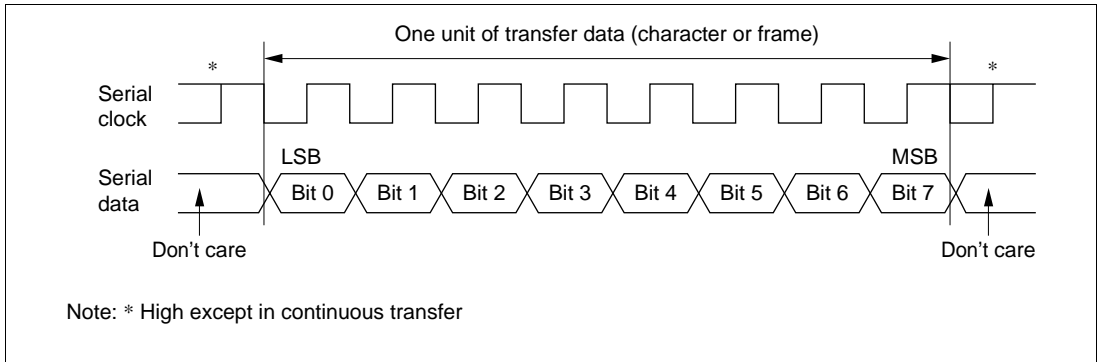 One unit of transfer data (character or frame)
* *
Serial
clock
LSB MSB
Serial
data
Bit 0 Bit 1 Bit 2 Bit 3 Bit 4 Bit 5 Bit 6 Bit 7
Don't care Don't care
Note: * High except in continuous transfer